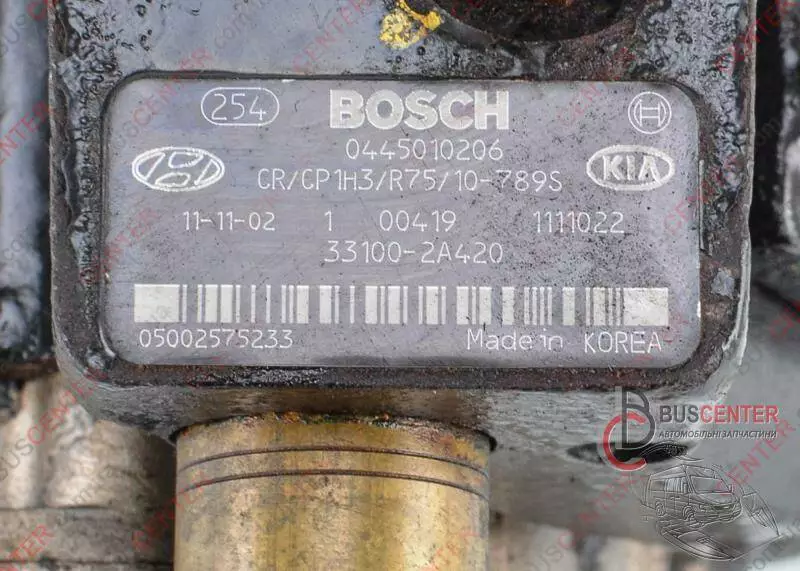 254 BOSCH
0445010206
CR/CP1H3/R75/10-789S KIA
11-11-02 1 00419 1111022
33100-2A420
05002575233 Made in KOREA
BUSCENTER
АВТОМОБІЛЬНІ ЗАПЧАСТИНИ